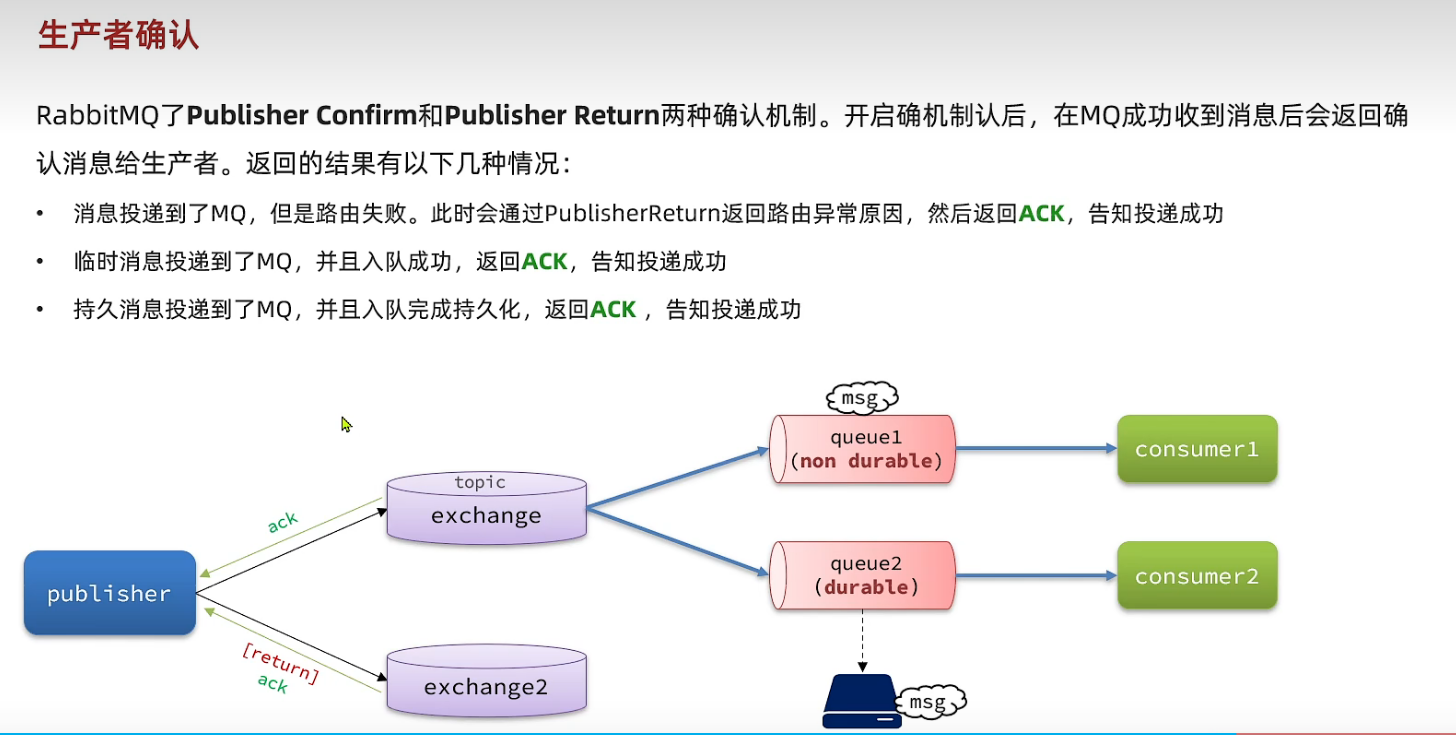 生产者确认
RabbitMQ了Publisher Confirm和Publisher Return两种确认机制。开启确机制认后，在MQ成功收到消息后会返回确
认消息给生产者。返回的结果有以下几种情况：
• 消息投递到了MQ，但是路由失败。此时会通过PublisherReturn返回路由异常原因，然后返回ACK，告知投递成功
• 临时消息投递到了MQ，并且入队成功，返回ACK，告知投递成功
• 持久消息投递到了MQ，并且入队完成持久化，返回ACK ，告知投递成功
msg
queue1
(non durable)
consumer1
topic
exchange
ack
queue2
(durable)
consumer2
publisher
[return]
ack
exchange2
msg